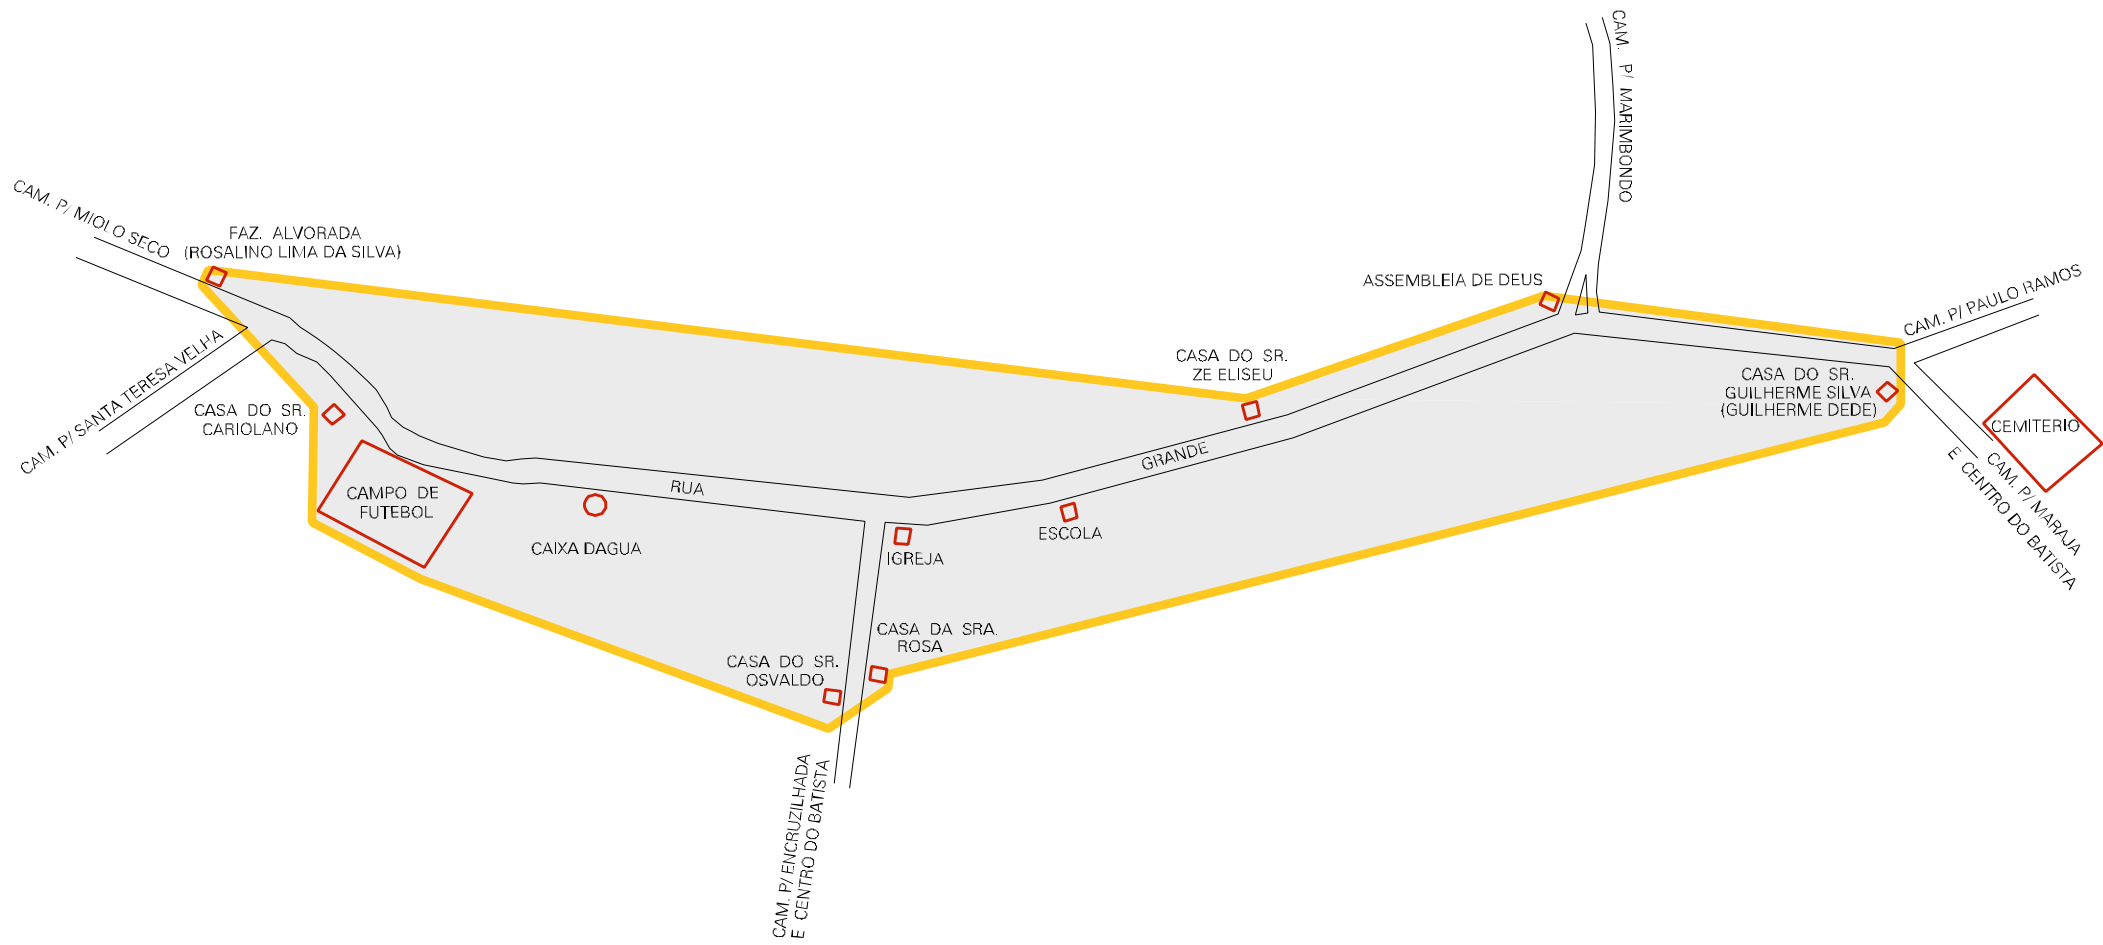 CAM. P/ MARIMBONDO
CAM. P/ MIOLO SECO
FAZ. ALVORADA
(ROSALINO LIMA DA SILVA)
ASSEMBLEIA DE DEUS
CAM. P/ PAULO RAMOS
CAM. P/ SANTA TERESA VELHA
CASA DO SR.
ZE ELISEU
CASA DO SR.
GUILHERME SILVA
(GUILHERME DEDE)
CASA DO SR.
CARIOLANO
CEMITERIO
GRANDE
RUA
CAMPO DE
FUTEBOL
CAM. P/ MARAJA
E CENTRO DO BATISTA
ESCOLA
CAIXA DAGUA
IGREJA
CASA DA SRA.
ROSA
CASA DO SR.
OSVALDO
CAM. P/ ENCRUZILHADA
E CENTRO DO BATISTA